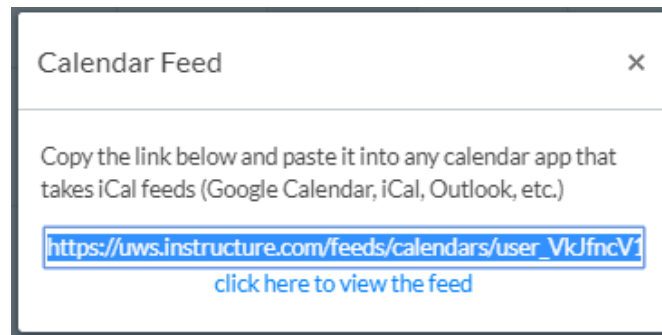 Calendar Feed ×
Copy the link below and paste it into any calendar app that
takes iCal feeds (Google Calendar, iCal, Outlook, etc.)
https://uws.instructure.com/feeds/calendars/user_VkJfncV1
click here to view the feed